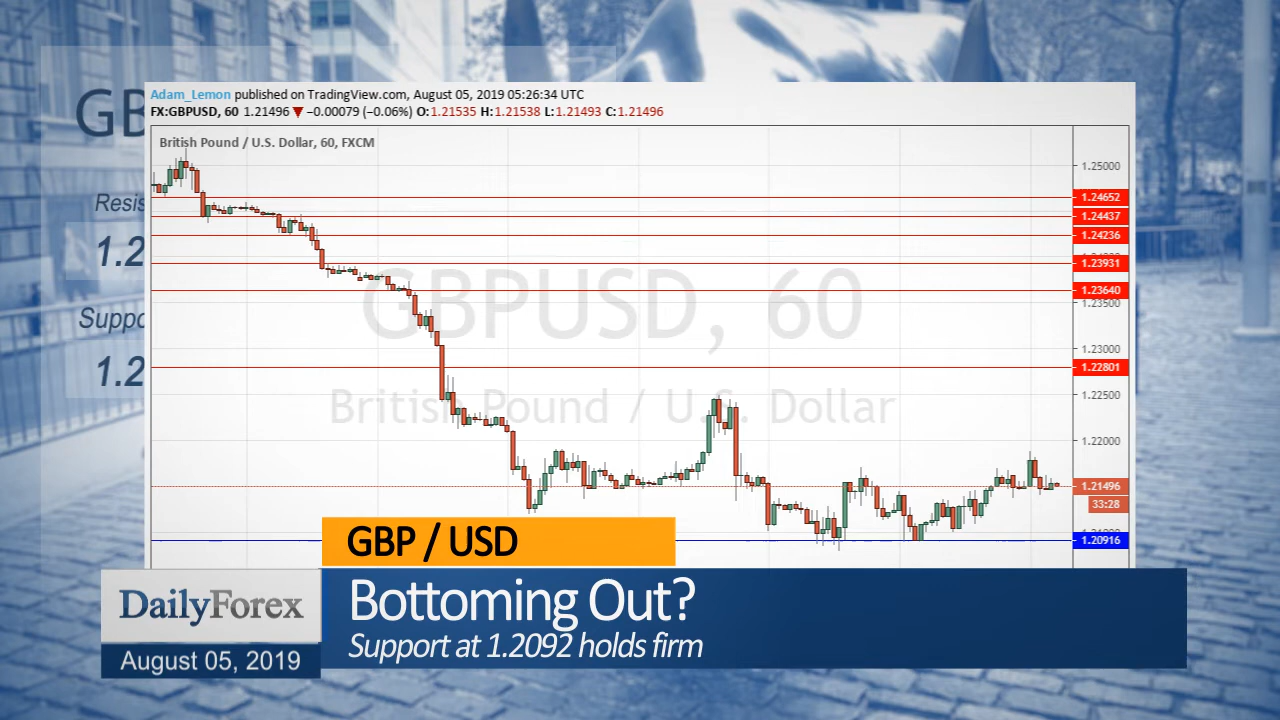 Adam_Lemon published on TradingView.com, August 05, 2019 05:26:34 UTC
FX:GBPUSD, 60 1.21496 ▼ −0.00079 (−0.06%) O:1.21535 H:1.21538 L:1.21493 C:1.21496
British Pound / U.S. Dollar, 60, FXCM
GB
Resis
1.2
Suppo
1.2
GBPUSD, 60
British Pound / U.S. Dollar
1.25000
1.24652
1.24437
1.24236
1.23931
1.23640
1.23500
1.23000
1.22801
1.22500
1.22000
1.21496
33:28
1.20916
GBP / USD
Bottoming Out?
Support at 1.2092 holds firm
DailyForex
August 05, 2019